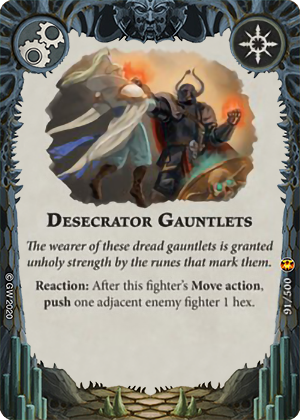 DESECRATOR GAUNTLETS
The wearer of these dread gauntlets is granted
unholy strength by the runes that mark them.
Reaction: After this fighter's Move action,
push one adjacent enemy fighter 1 hex.
© GW 2020
91/500